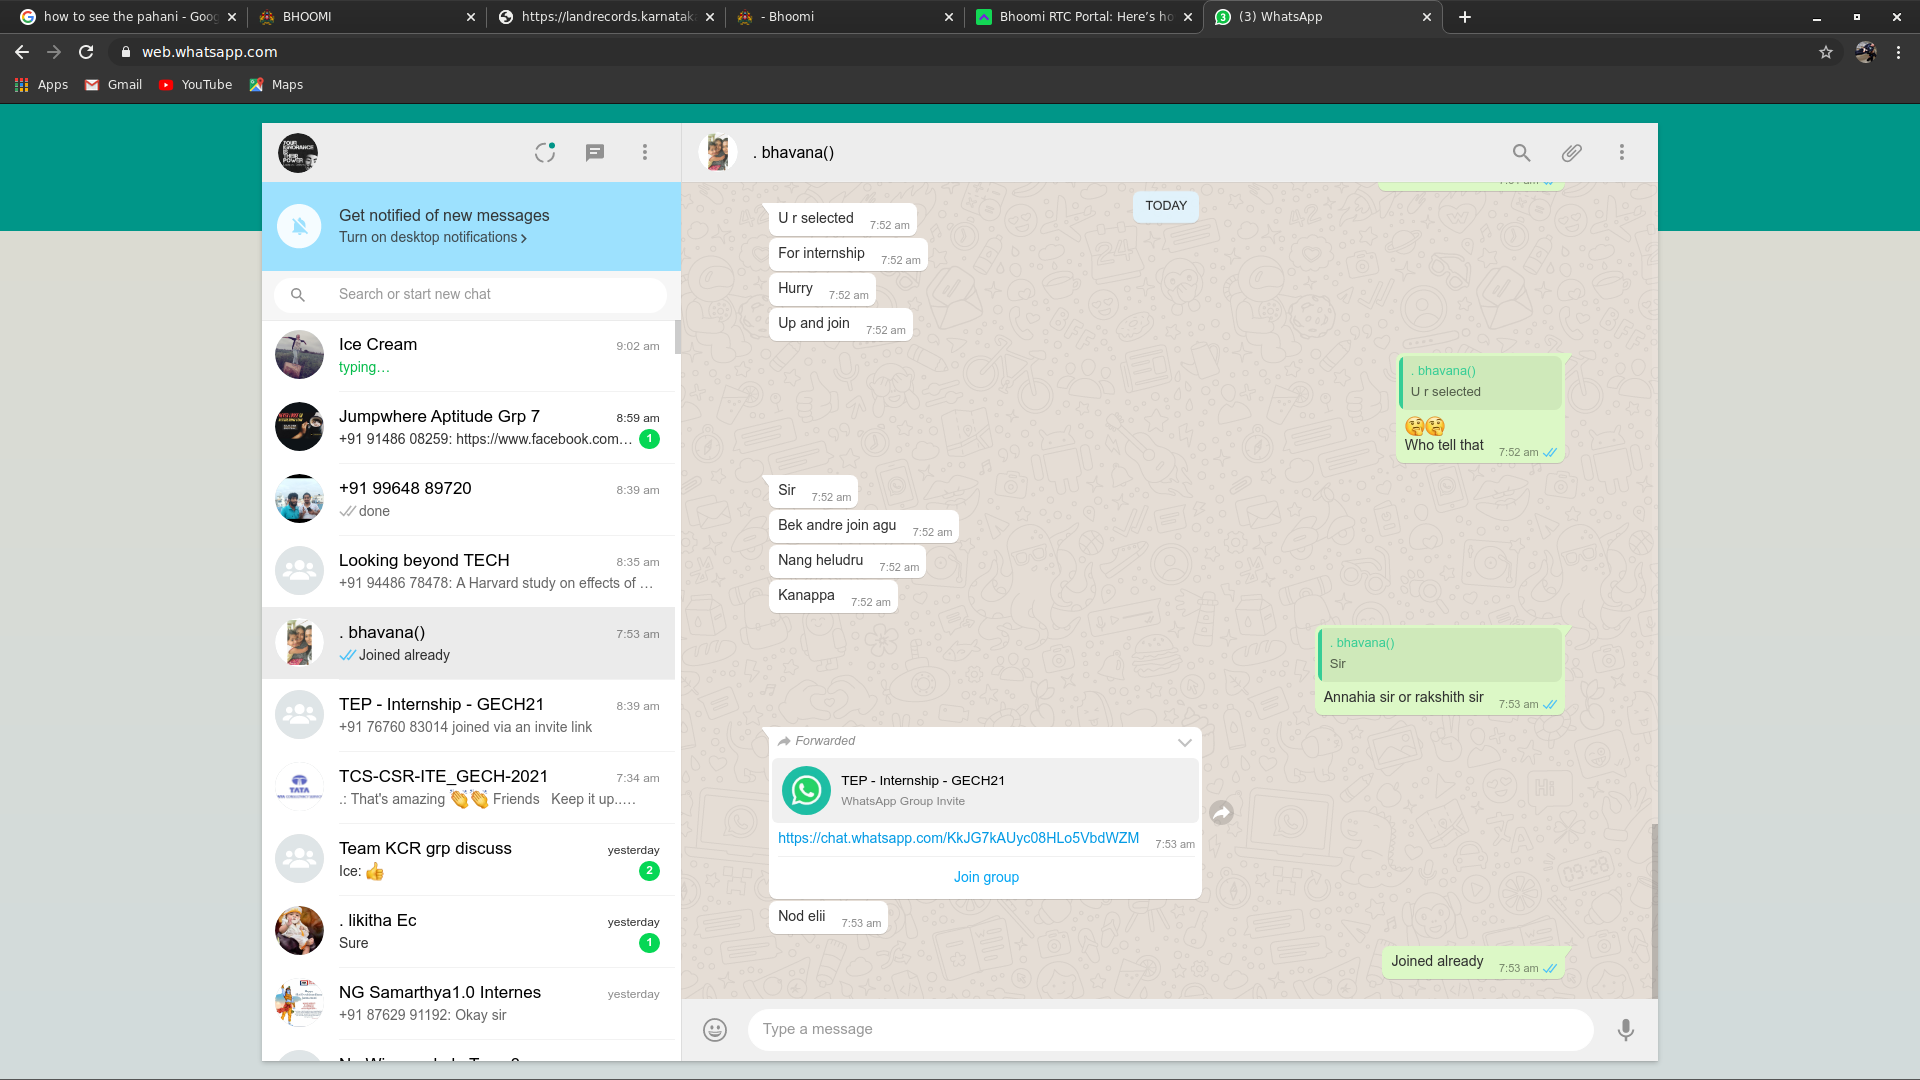 how to see the pahani - Goog
BHOOMI
https://landrecords.karnatak
- Bhoomi
Bhoomi RTC Portal: Here's ho
(3) WhatsApp
web.whatsapp.com
Apps
Gmail
YouTube
Maps
. bhavana()
Get notified of new messages
Turn on desktop notifications >
Search or start new chat
Ice Cream 9:02 am
typing…
Jumpwhere Aptitude Grp 7 8:59 am
+91 91486 08259: https://www.facebook.com… 1
+91 99648 89720 8:39 am
done
Looking beyond TECH 8:35 am
+91 94486 78478: A Harvard study on effects of …
. bhavana() 7:53 am
Joined already
TEP - Internship - GECH21 8:39 am
+91 76760 83014 joined via an invite link
TCS-CSR-ITE_GECH-2021 7:34 am
.: That's amazing 👏👏 Friends Keep it up.….
Team KCR grp discuss yesterday
Ice: 👍 2
. likitha Ec yesterday
Sure 1
NG Samarthya1.0 Internes yesterday
+91 87629 91192: Okay sir
TODAY
U r selected 7:52 am
For internship 7:52 am
Hurry 7:52 am
Up and join 7:52 am
. bhavana()
U r selected
🤔🤔
Who tell that 7:52 am
Sir 7:52 am
Bek andre join agu 7:52 am
Nang heludru 7:52 am
Kanappa 7:52 am
. bhavana()
Sir
Annahia sir or rakshith sir 7:53 am
Forwarded
TEP - Internship - GECH21
WhatsApp Group Invite
https://chat.whatsapp.com/KkJG7kAUyc08HLo5VbdWZM 7:53 am
Join group
Nod elii 7:53 am
Joined already 7:53 am
Type a message